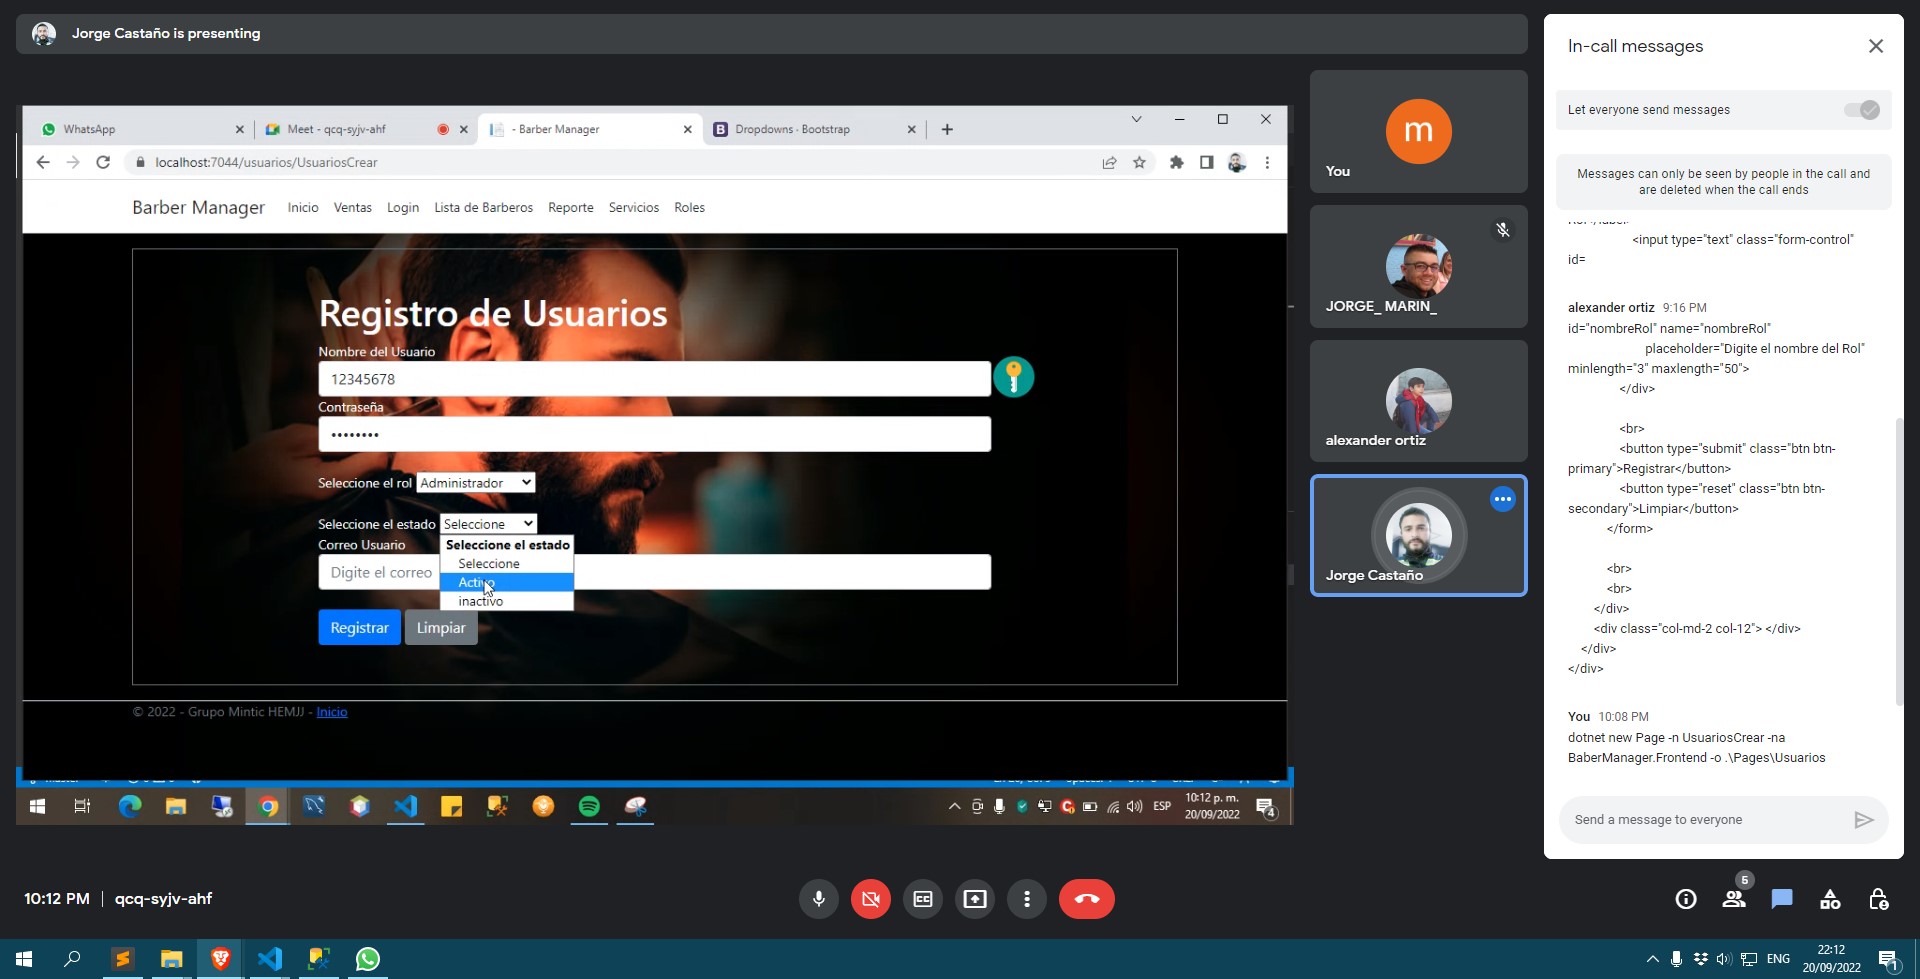 Jorge Castaño is presenting
WhatsApp
Meet - qcq-syjv-ahf
- Barber Manager
Dropdowns · Bootstrap
localhost:7044/usuarios/UsuariosCrear
Barber Manager
Inicio
Ventas
Login
Lista de Barberos
Reporte
Servicios
Roles
Registro de Usuarios
Nombre del Usuario
12345678
Contraseña
••••••••
Seleccione el rol Administrador
Seleccione el estado Seleccione
Seleccione el estado
Seleccione
Activo
inactivo
Correo Usuario
Digite el correo
Registrar
Limpiar
© 2022 - Grupo Mintic HEMJJ - Inicio
ESP
10:12 p. m.
20/09/2022
4
m
You
JORGE_ MARIN_
alexander ortiz
Jorge Castaño
In-call messages
Let everyone send messages
Messages can only be seen by people in the call and
are deleted when the call ends
<input type="text" class="form-control"
id=
alexander ortiz 9:16 PM
id="nombreRol" name="nombreRol"
placeholder="Digite el nombre del Rol"
minlength="3" maxlength="50">
</div>
<br>
<button type="submit" class="btn btn-
primary">Registrar</button>
<button type="reset" class="btn btn-
secondary">Limpiar</button>
</form>
<br>
<br>
</div>
<div class="col-md-2 col-12"> </div>
</div>
</div>
You 10:08 PM
dotnet new Page -n UsuariosCrear -na
BaberManager.Frontend -o .\Pages\Usuarios
Send a message to everyone
10:12 PM | qcq-syjv-ahf
5
ENG
22:12
20/09/2022
1